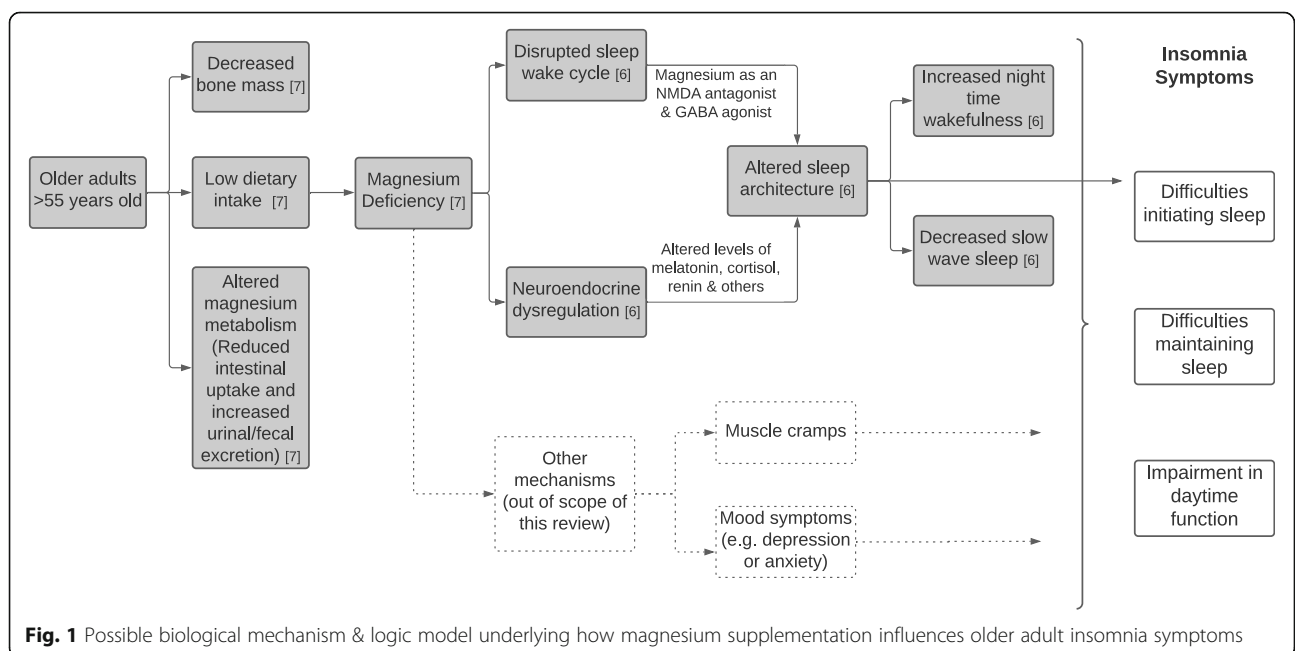 Decreased
bone mass [7]
Older adults
>55 years old
Low dietary
intake [7]
Altered
magnesium
metabolism
(Reduced
intestinal
uptake and
increased
urinal/fecal
excretion) [7]
Magnesium
Deficiency [7]
Disrupted sleep
wake cycle [6]
Magnesium as an
NMDA antagonist
& GABA agonist
Neuroendocrine
dysregulation [6]
Altered levels of
melatonin, cortisol,
renin & others
Altered sleep
architecture [6]
Increased night
time
wakefulness [6]
Decreased slow
wave sleep [6]
Other
mechanisms
(out of scope of
this review)
Muscle cramps
Mood symptoms
(e.g. depression
or anxiety)
Insomnia
Symptoms
Difficulties
initiating sleep
Difficulties
maintaining
sleep
Impairment in
daytime
function
Fig. 1 Possible biological mechanism & logic model underlying how magnesium supplementation influences older adult insomnia symptoms